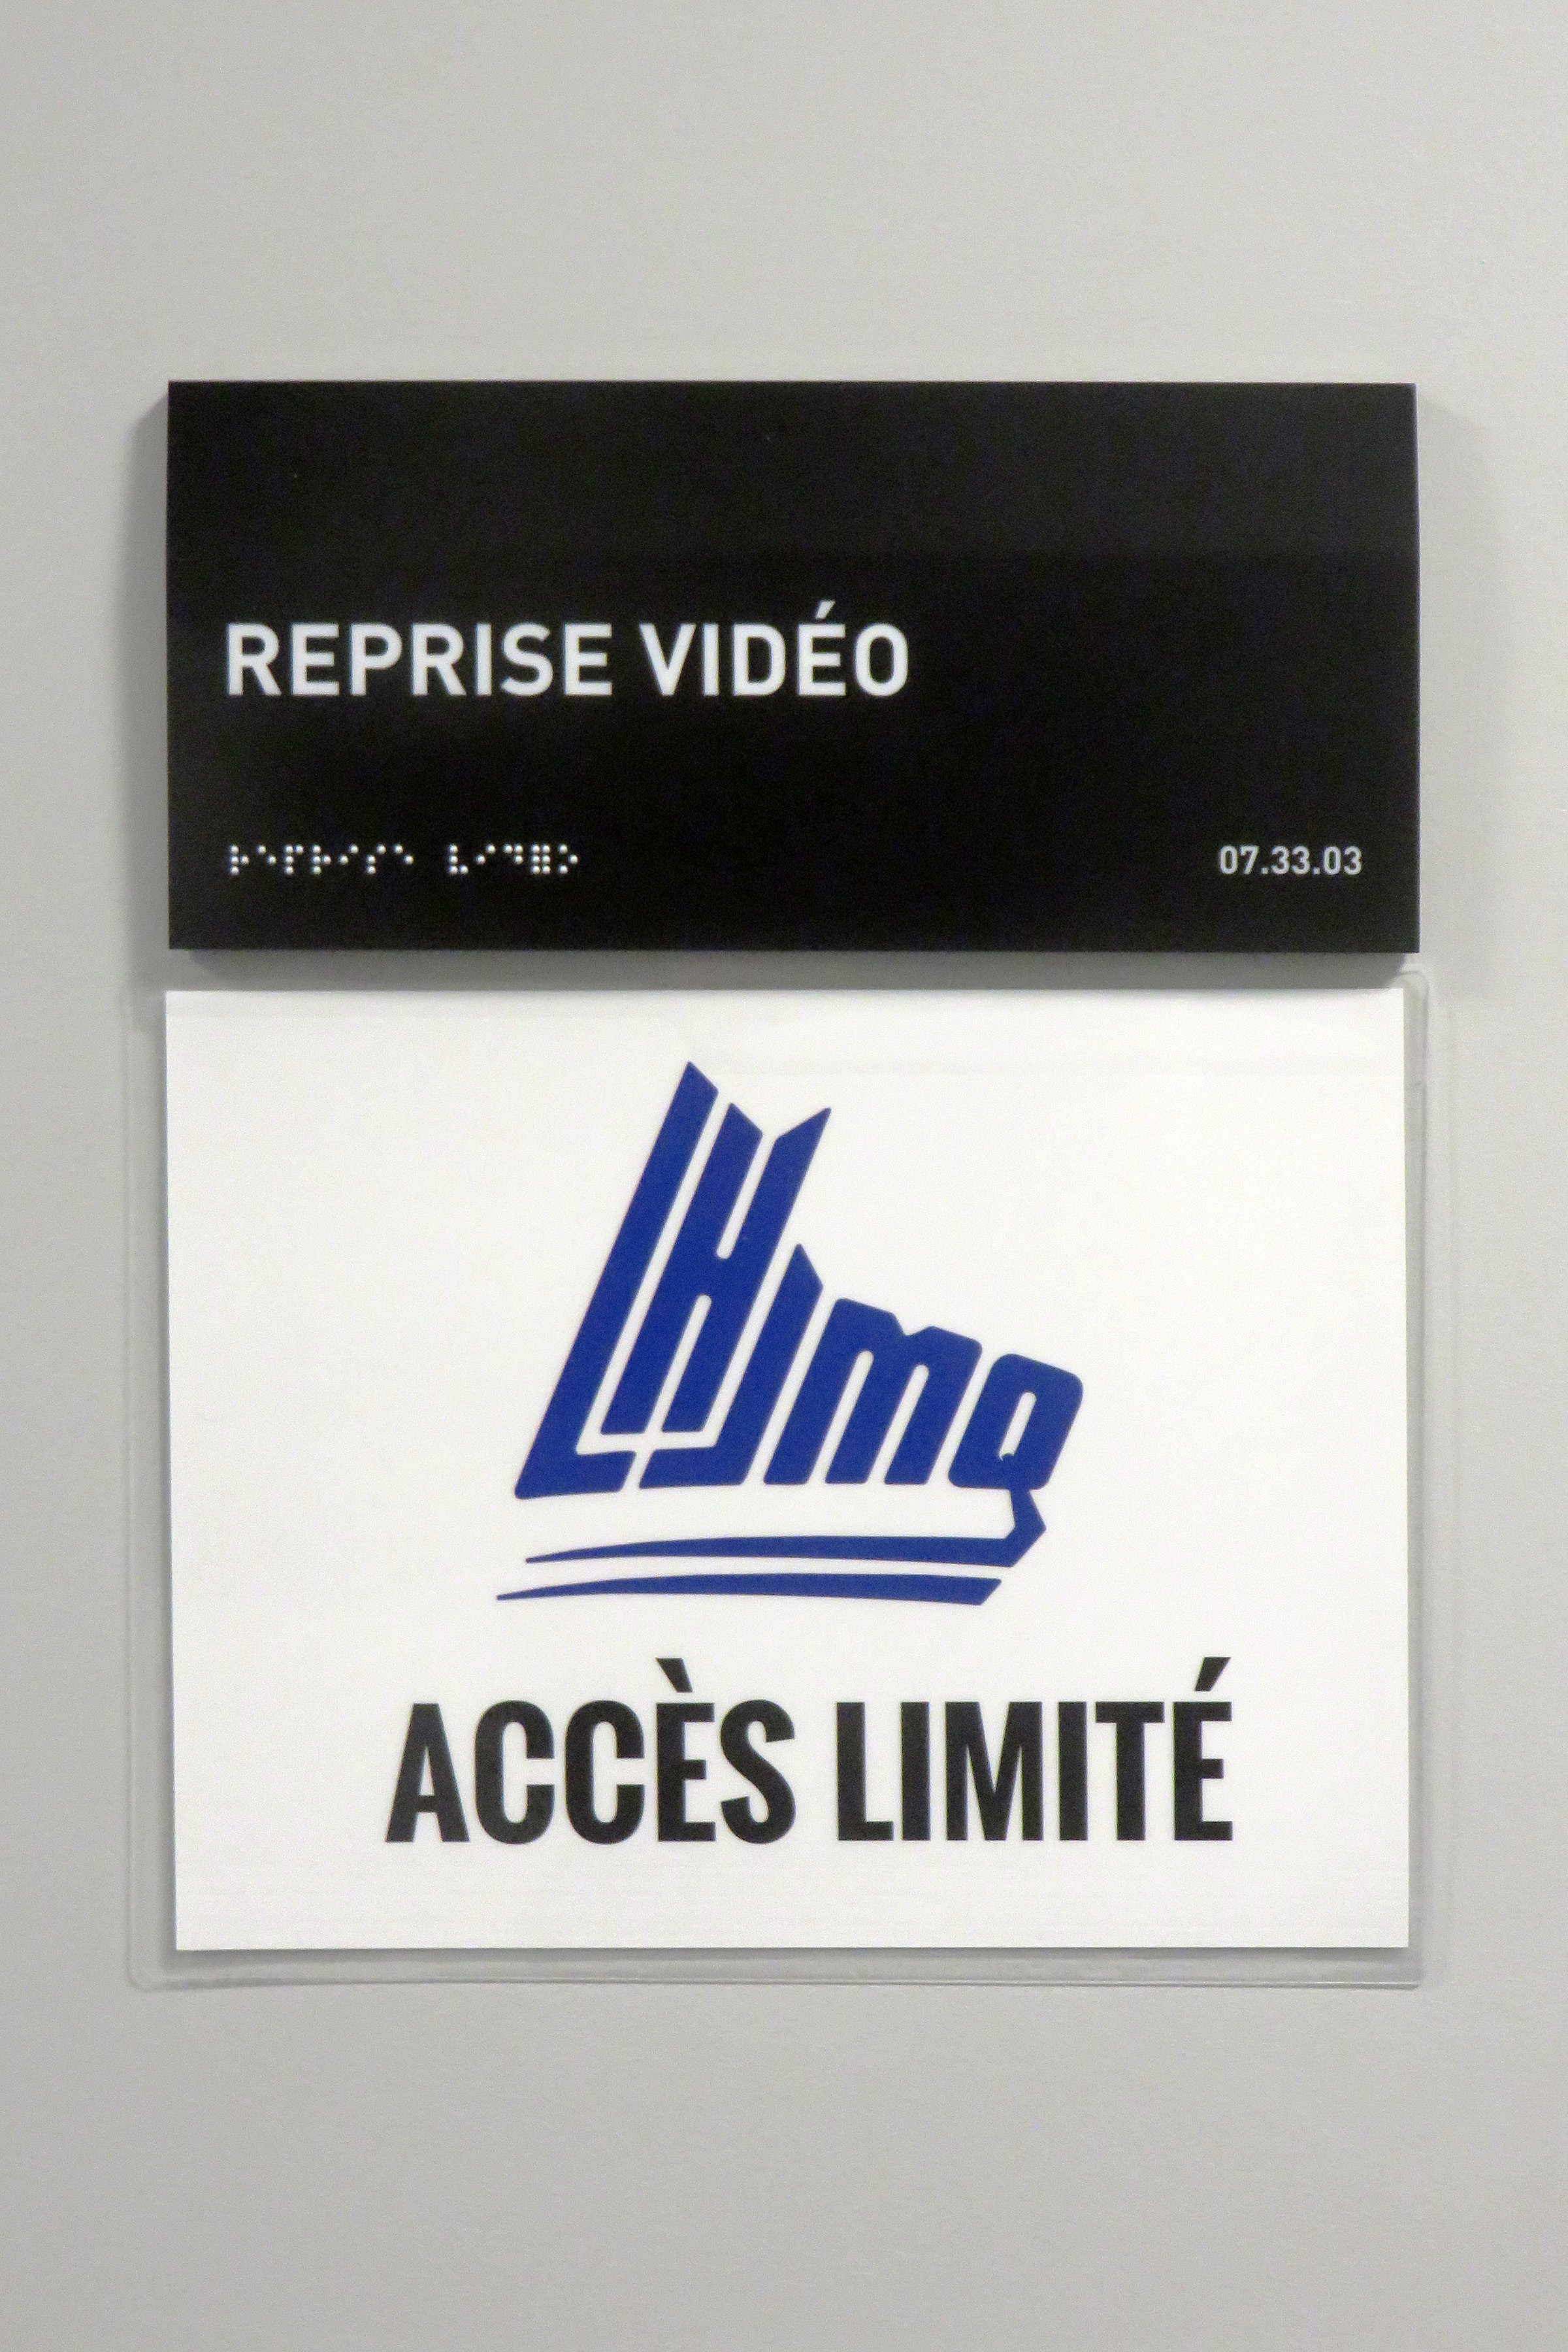 REPRISE VIDÉO
⠗⠑⠏⠗⠊⠎⠑ ⠧⠊⠙⠿⠕
07.33.03
LHJMQ
ACCÈS LIMITÉ